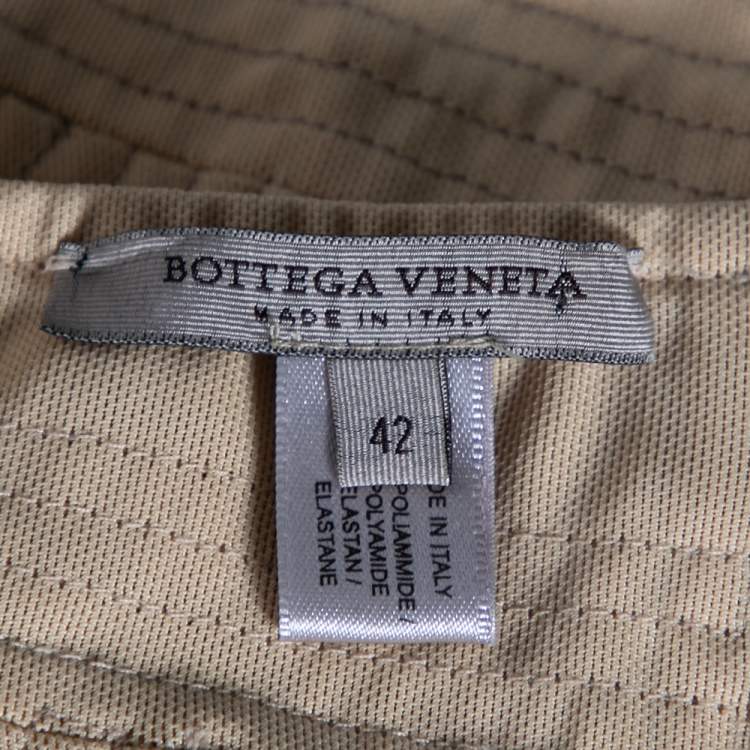 BOTTEGA VENETA
MADE IN ITALY
42
DE IN ITALY
POLIAMMIDE /
POLYAMIDE
ELASTAN /
ELASTANE